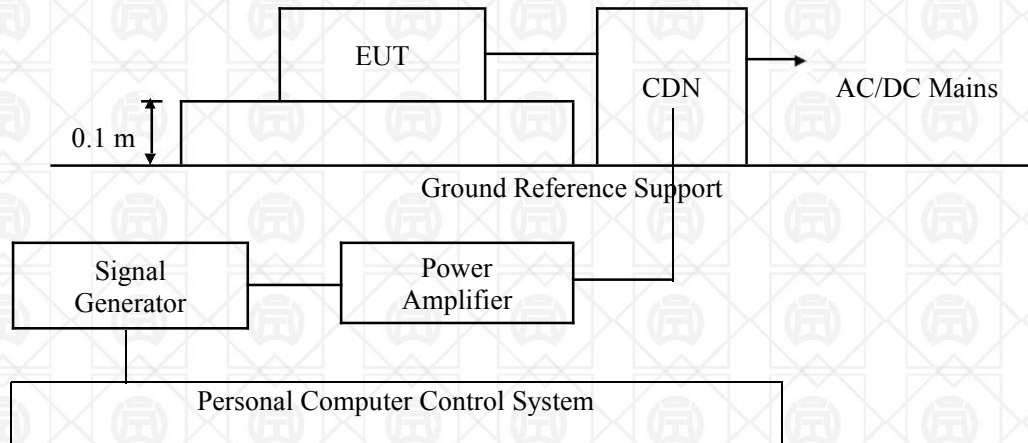 EUT
CDN
AC/DC Mains
0.1 m
Ground Reference Support
Signal
Generator
Power
Amplifier
Personal Computer Control System